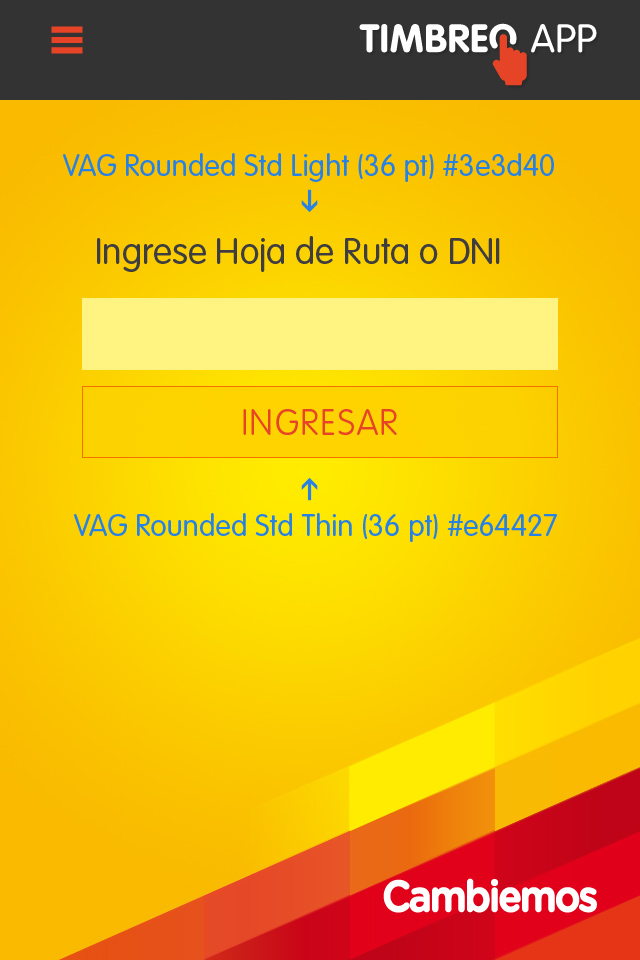 TIMBREO APP
VAG Rounded Std Light (36 pt) #3e3d40
↓
Ingrese Hoja de Ruta o DNI
INGRESAR
↑
VAG Rounded Std Thin (36 pt) #e64427
Cambiemos